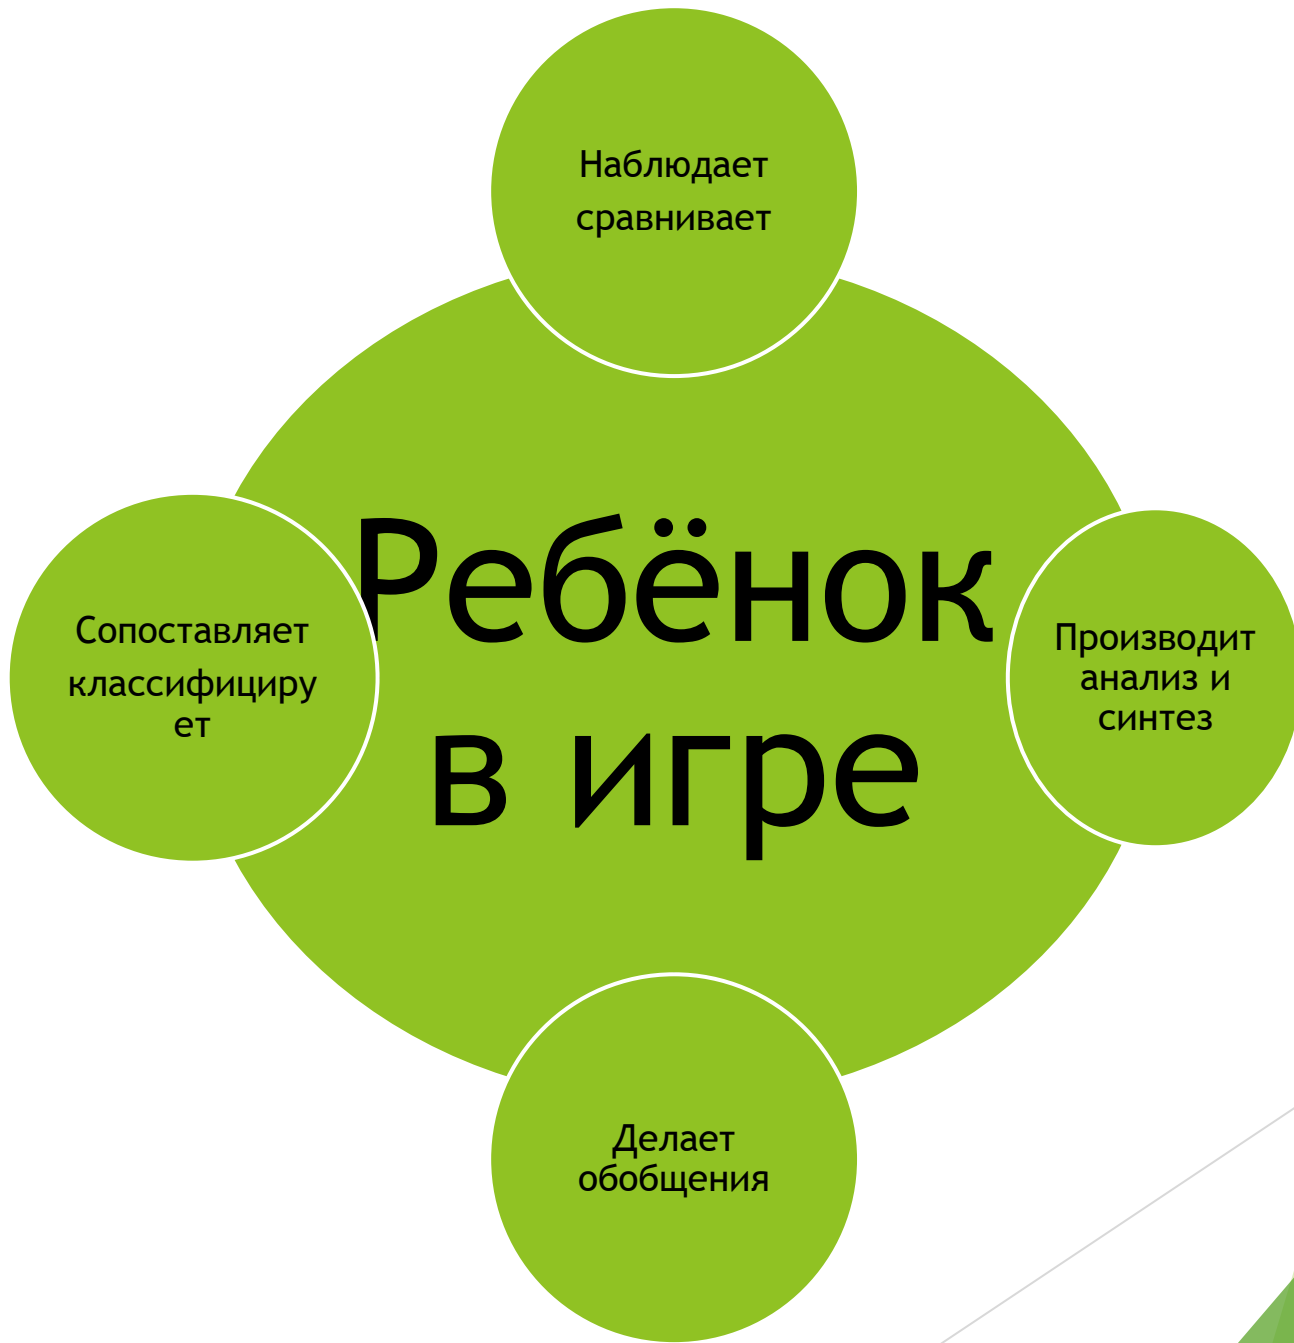 Наблюдает
сравнивает
Ребёнок
в игре
Сопоставляет
классифициру
ет
Производит
анализ и
синтез
Делает
обобщения